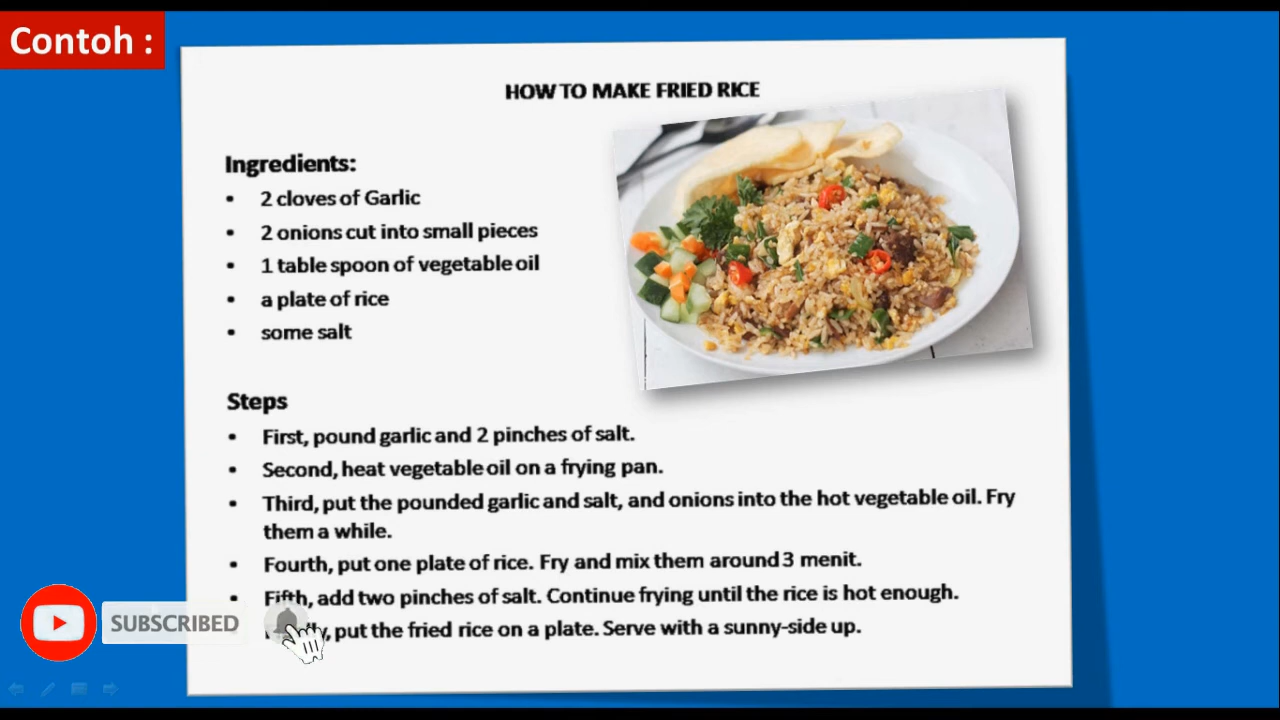 Contoh :
HOW TO MAKE FRIED RICE
Ingredients:
• 2 cloves of Garlic
• 2 onions cut into small pieces
• 1 table spoon of vegetable oil
• a plate of rice
• some salt
Steps
• First, pound garlic and 2 pinches of salt.
• Second, heat vegetable oil on a frying pan.
• Third, put the pounded garlic and salt, and onions into the hot vegetable oil. Fry
them a while.
• Fourth, put one plate of rice. Fry and mix them around 3 menit.
• Fifth, add two pinches of salt. Continue frying until the rice is hot enough.
put the fried rice on a plate. Serve with a sunny-side up.
SUBSCRIBED